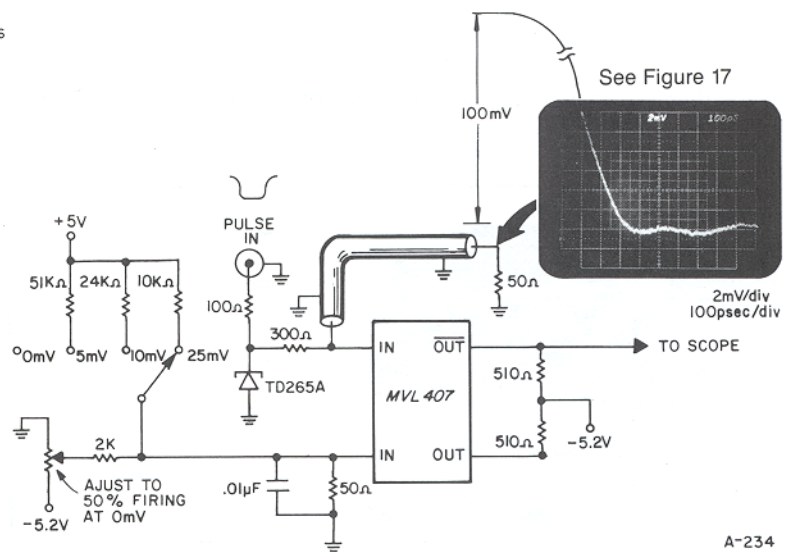 s
See Figure 17
100mV
2mV 100pS
PULSE
IN
+5V
51KΩ 24KΩ 10KΩ
100Ω
50Ω
2mV/div
100psec/div
300Ω
0mV 5mV 10mV 25mV
IN OUT
TO SCOPE
TD265A
MVL 407
510Ω
510Ω
-5.2V
2K
IN OUT
AJUST TO
50% FIRING
AT 0mV
.01µF
50Ω
-5.2V
A-234